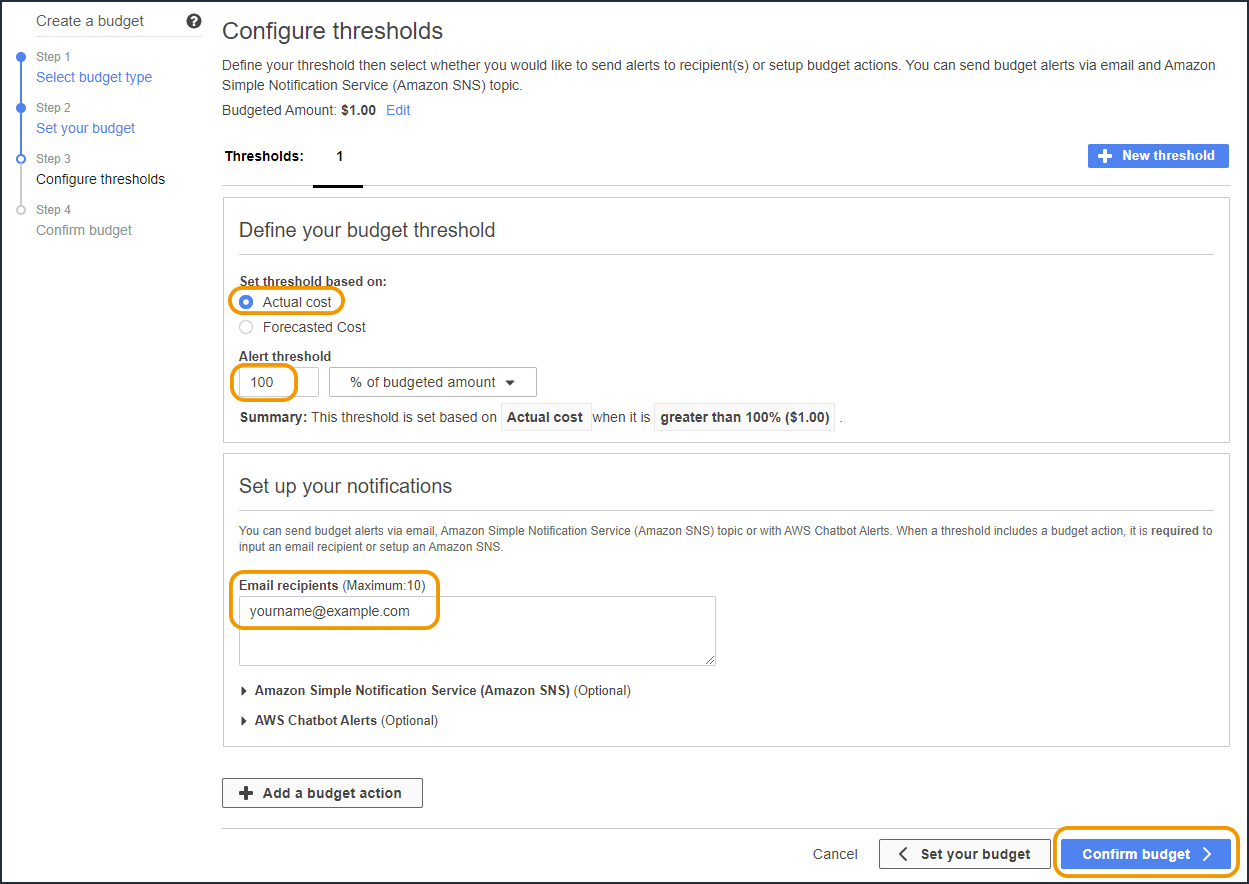 Create a budget
?
Step 1
Select budget type
Step 2
Set your budget
Step 3
Configure thresholds
Step 4
Confirm budget
Configure thresholds
Define your threshold then select whether you would like to send alerts to recipient(s) or setup budget actions. You can send budget alerts via email and Amazon
Simple Notification Service (Amazon SNS) topic.
Budgeted Amount: $1.00 Edit
Thresholds: 1
New threshold
Define your budget threshold
Set threshold based on:
Actual cost
Forecasted Cost
Alert threshold
100 % of budgeted amount
Summary: This threshold is set based on Actual cost when it is greater than 100% ($1.00) .
Set up your notifications
You can send budget alerts via email, Amazon Simple Notification Service (Amazon SNS) topic or with AWS Chatbot Alerts. When a threshold includes a budget action, it is required to
input an email recipient or setup an Amazon SNS.
Email recipients (Maximum:10)
yourname@example.com
Amazon Simple Notification Service (Amazon SNS) (Optional)
AWS Chatbot Alerts (Optional)
Add a budget action
Cancel
Set your budget
Confirm budget